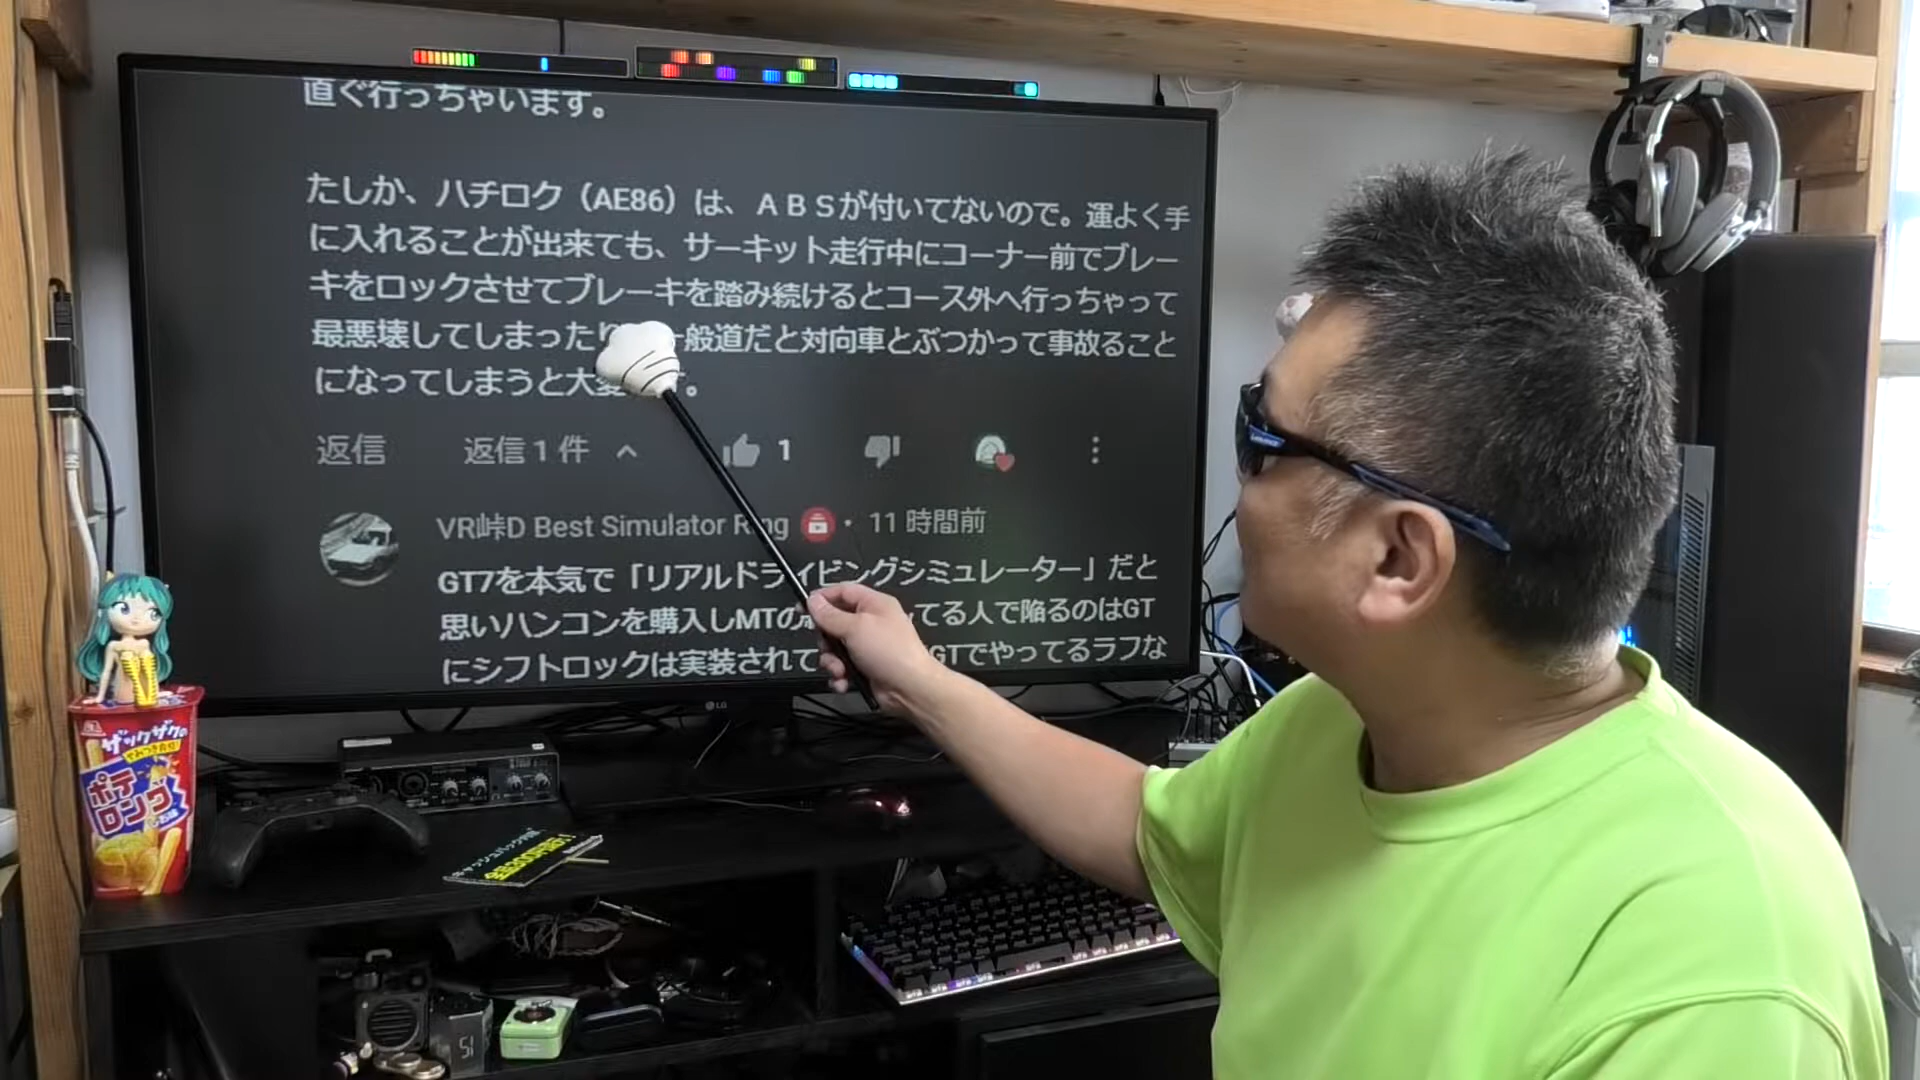 直ぐ行っちゃいます。
たしか、ハチロク（AE86）は、ＡＢＳが付いてないので。運よく手
に入れることが出来ても、サーキット走行中にコーナー前でブレー
キをロックさせてブレーキを踏み続けるとコース外へ行っちゃって
最悪壊してしまったり 般道だと対向車とぶつかって事故ること
になってしまうと大変 。
返信
返信 1 件
1
VR峠D Best Simulator Ring ・ 11 時間前
GT7を本気で「リアルドライビングシミュレーター」だと
思いハンコンを購入しMTの てる人で陥るのはGT
にシフトロックは実装されて GTでやってるラフな
LG
ザックザクの
やみつき食感!
ポテ
ロング
しお味